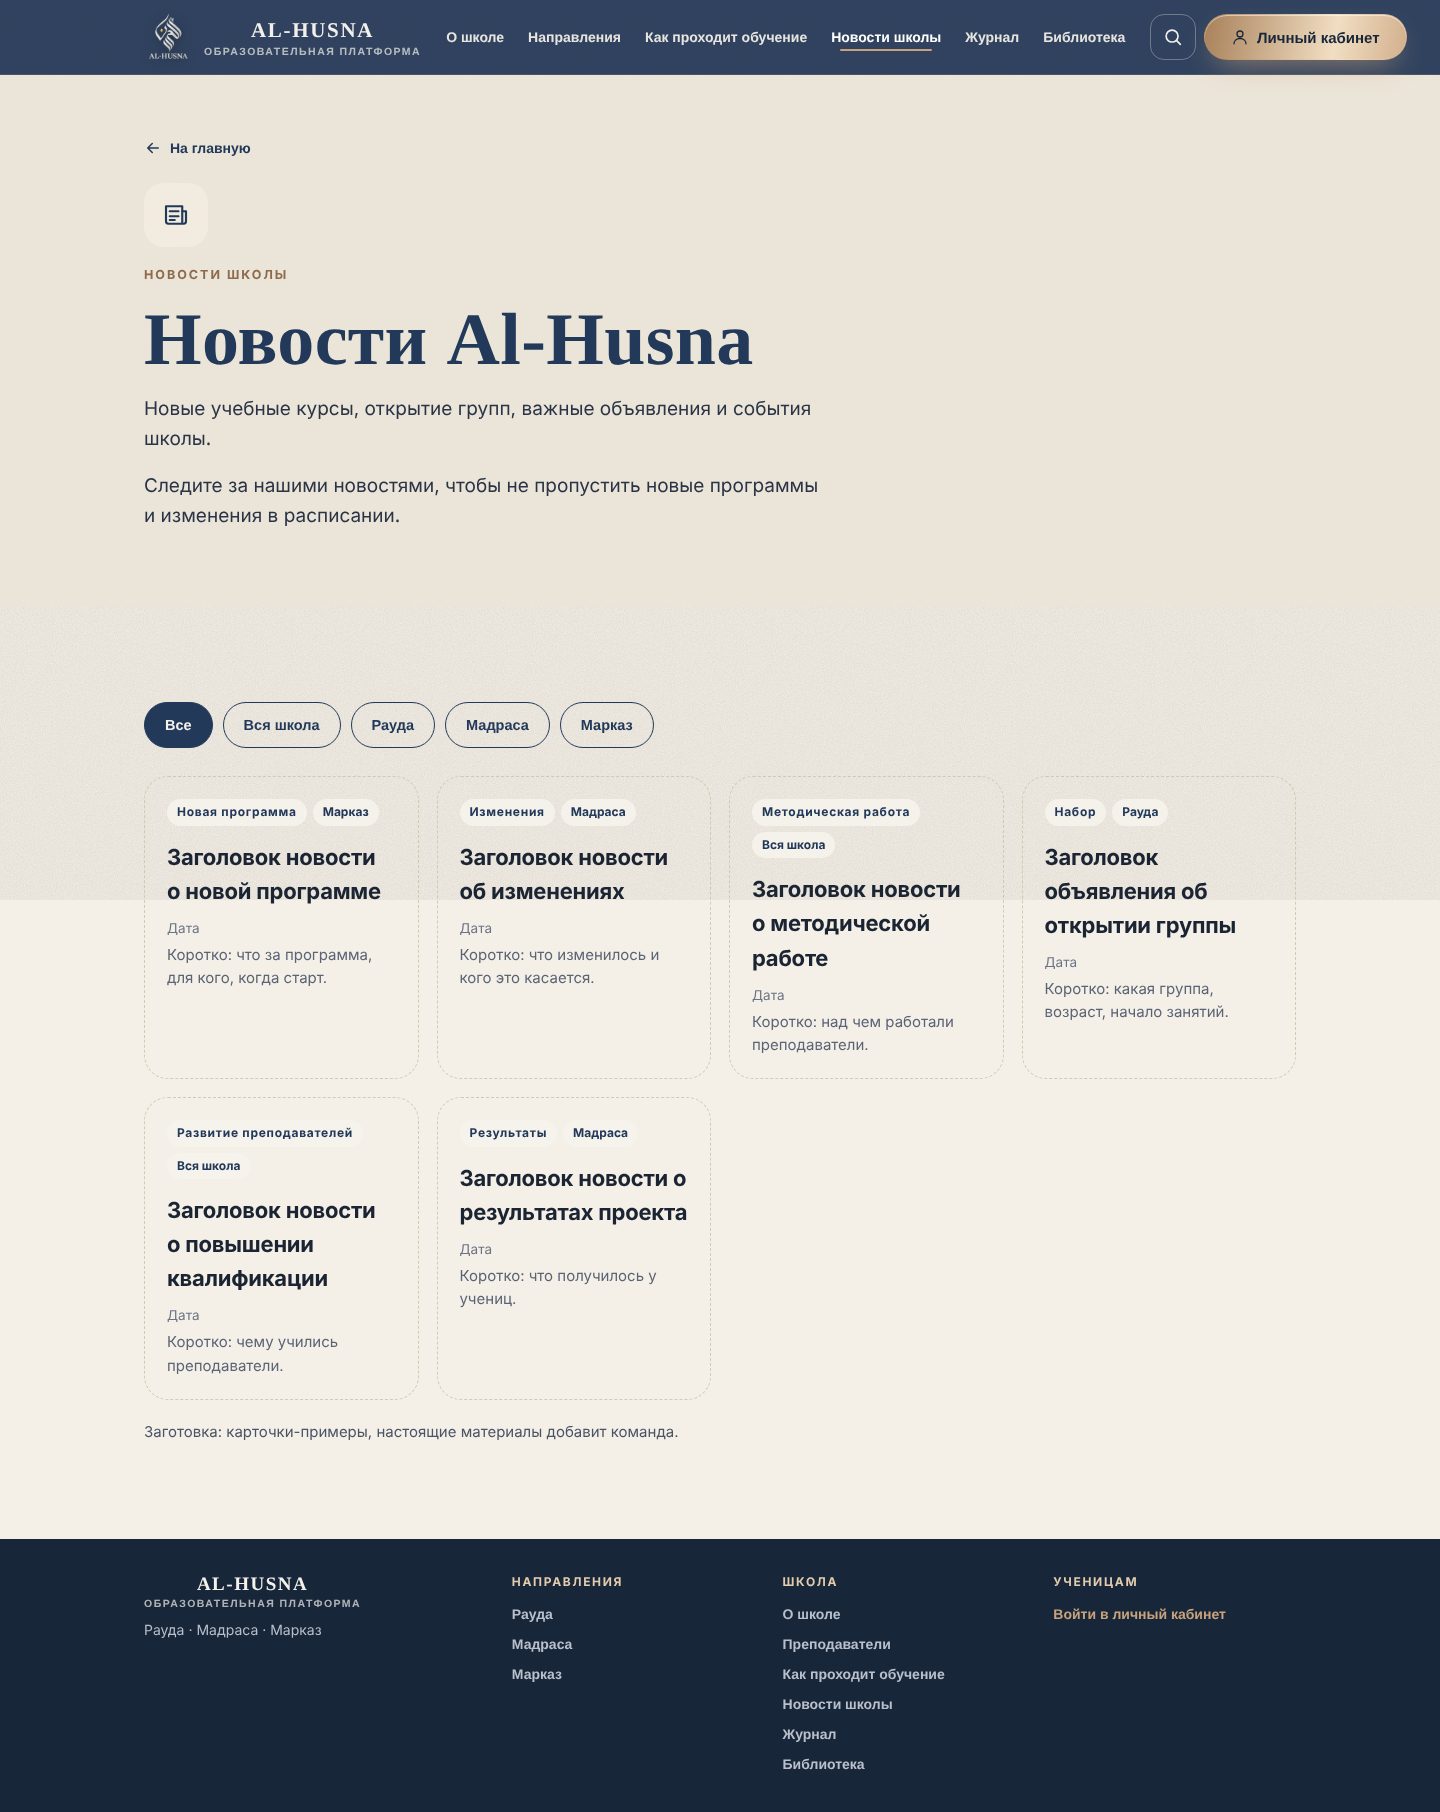 AL-HUSNA
AL-HUSNA
ОБРАЗОВАТЕЛЬНАЯ ПЛАТФОРМА
О школе
Направления
Как проходит обучение
Новости школы
Журнал
Библиотека
Личный кабинет
На главную
НОВОСТИ ШКОЛЫ
Новости Al-Husna
Новые учебные курсы, открытие групп, важные объявления и события
школы.
Следите за нашими новостями, чтобы не пропустить новые программы
и изменения в расписании.
Все
Вся школа
Рауда
Мадраса
Марказ
Новая программа
Марказ
Заголовок новости
о новой программе
Дата
Коротко: что за программа,
для кого, когда старт.
Изменения
Мадраса
Заголовок новости
об изменениях
Дата
Коротко: что изменилось и
кого это касается.
Методическая работа
Вся школа
Заголовок новости
о методической
работе
Дата
Коротко: над чем работали
преподаватели.
Набор
Рауда
Заголовок
объявления об
открытии группы
Дата
Коротко: какая группа,
возраст, начало занятий.
Развитие преподавателей
Вся школа
Заголовок новости
о повышении
квалификации
Дата
Коротко: чему учились
преподаватели.
Результаты
Мадраса
Заголовок новости о
результатах проекта
Дата
Коротко: что получилось у
учениц.
Заготовка: карточки-примеры, настоящие материалы добавит команда.
AL-HUSNA
ОБРАЗОВАТЕЛЬНАЯ ПЛАТФОРМА
Рауда · Мадраса · Марказ
НАПРАВЛЕНИЯ
Рауда
Мадраса
Марказ
ШКОЛА
О школе
Преподаватели
Как проходит обучение
Новости школы
Журнал
Библиотека
УЧЕНИЦАМ
Войти в личный кабинет